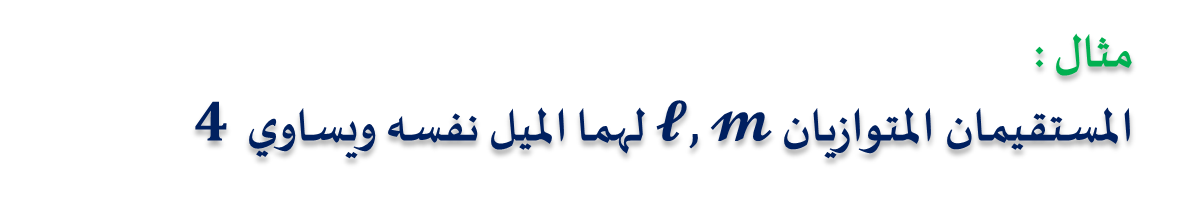 مثال :
المستقيمان المتوازيان ℓ , m لهما الميل نفسه ويساوي 4